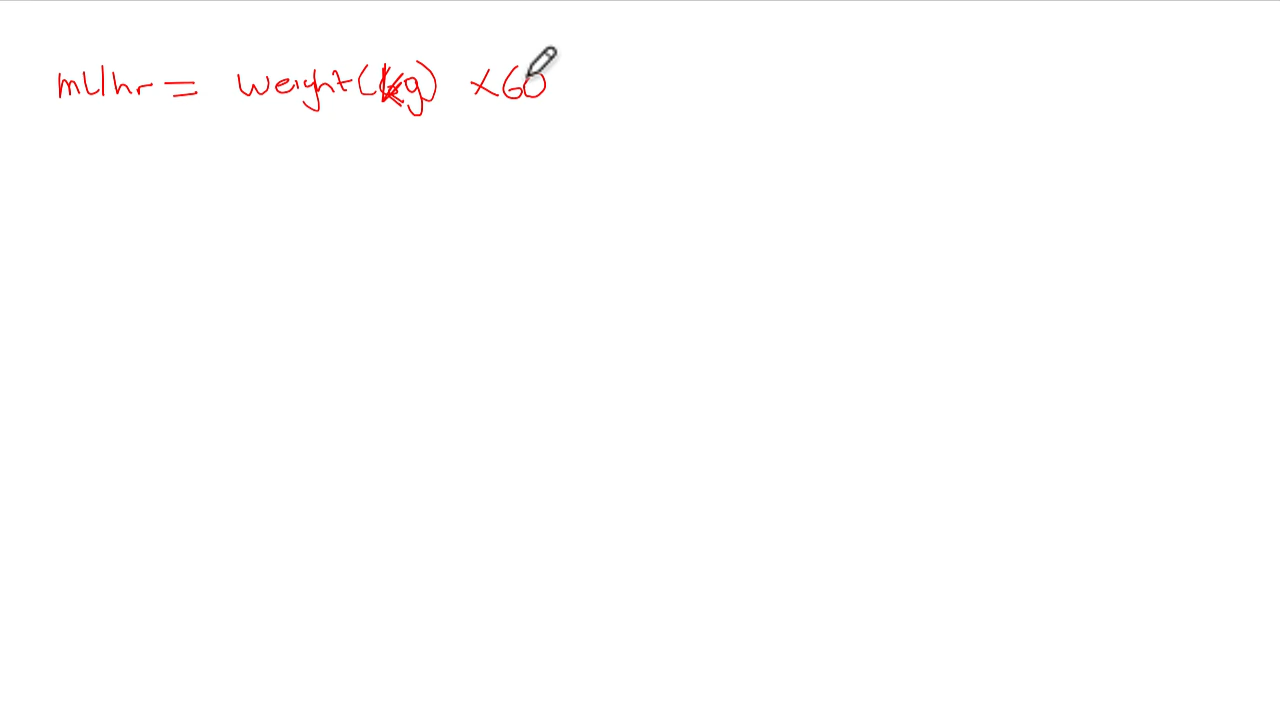 mL/hr = weight(kg) × 60